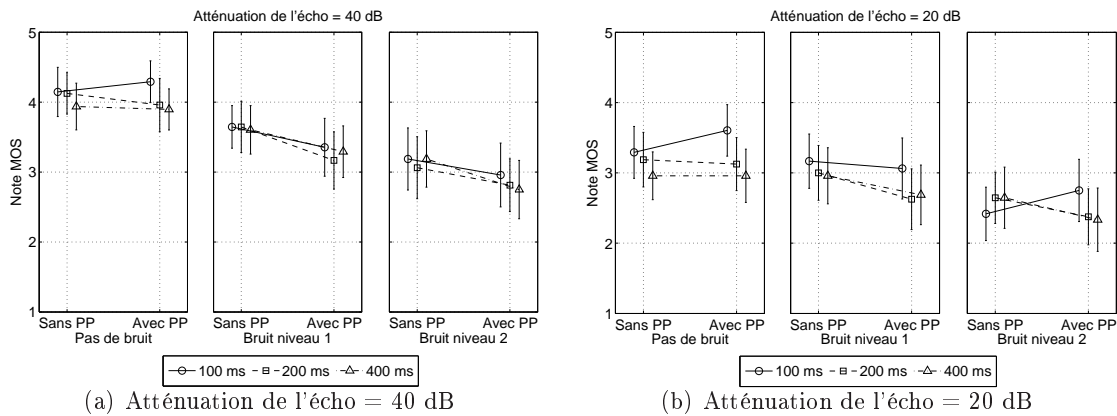 Atténuation de l'écho = 40 dB
Note MOS
5
4
3
2
1
Sans PP Avec PP
Pas de bruit
Sans PP Avec PP
Bruit niveau 1
Sans PP Avec PP
Bruit niveau 2
100 ms 200 ms 400 ms
(a) Atténuation de l'écho = 40 dB
Atténuation de l'écho = 20 dB
Note MOS
5
4
3
2
1
Sans PP Avec PP
Pas de bruit
Sans PP Avec PP
Bruit niveau 1
Sans PP Avec PP
Bruit niveau 2
100 ms 200 ms 400 ms
(b) Atténuation de l'écho = 20 dB